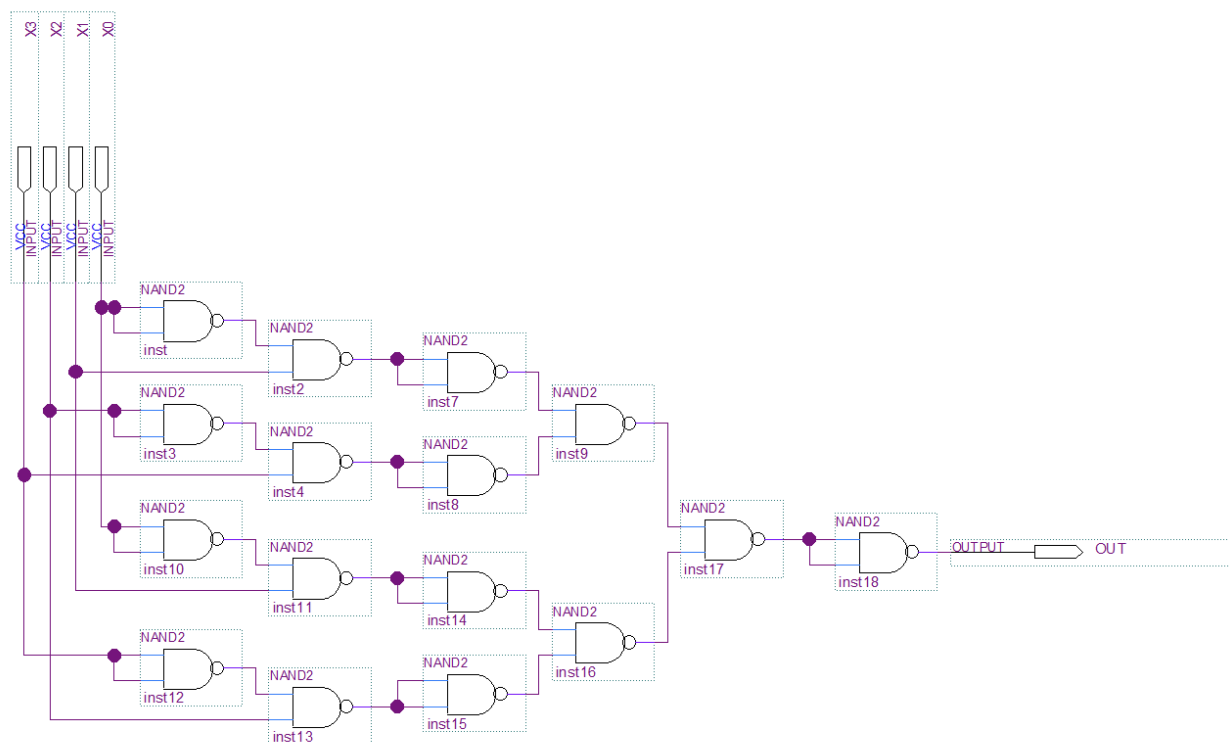 X3
X2
X1
X0
VCC
INPUT
VCC
INPUT
VCC
INPUT
VCC
INPUT
NAND2
inst
NAND2
inst2
NAND2
inst7
NAND2
inst3
NAND2
inst4
NAND2
inst8
NAND2
inst9
NAND2
inst10
NAND2
inst11
NAND2
inst14
NAND2
inst12
NAND2
inst13
NAND2
inst15
NAND2
inst16
NAND2
inst17
NAND2
inst18
OUTPUT
OUT